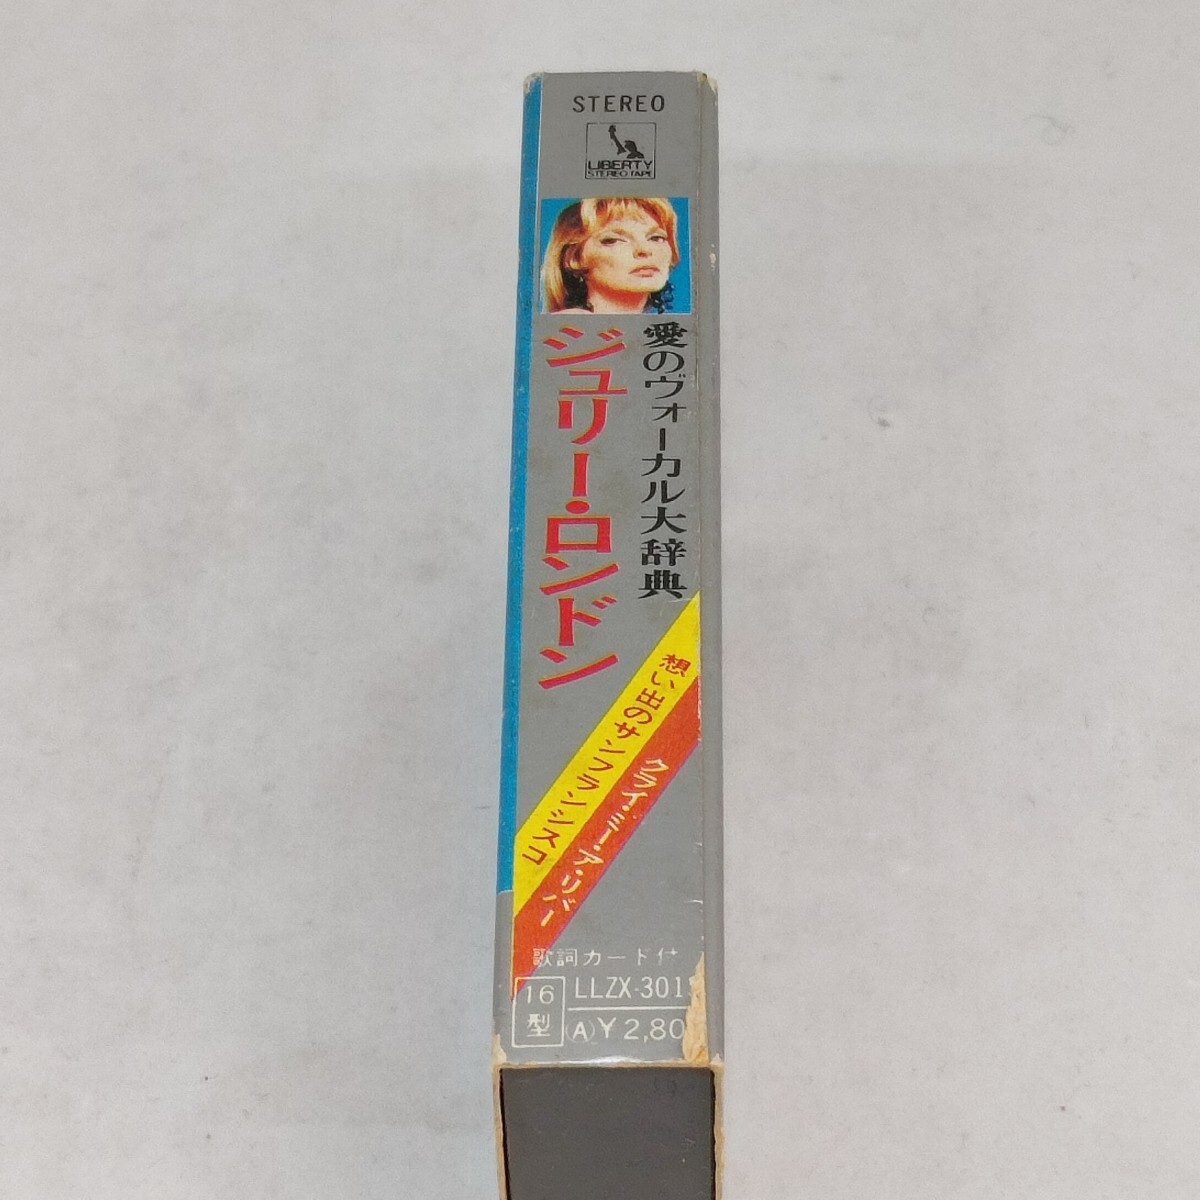 STEREO
LIBERTY
STEREO TAPE
愛のヴォーカル大辞典
ジュリー・ロンドン
想い出のサンフランシスコ
クライ・ミー・ア・リバー
歌詞カード付
16型
LLZX-301
Ⓐ¥2,80